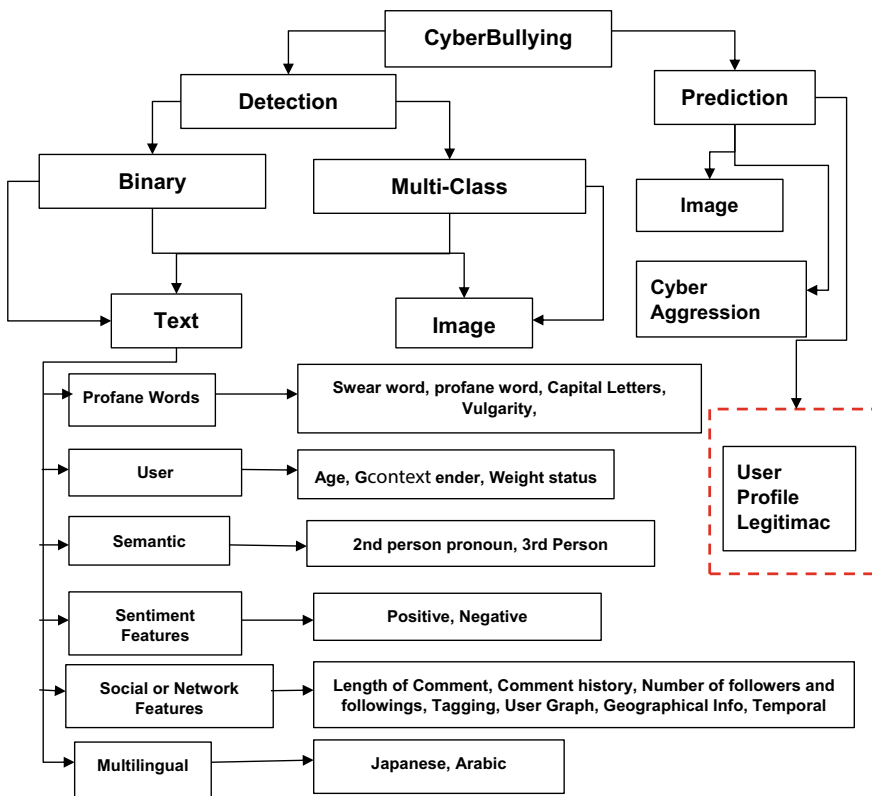 CyberBullying
Detection
Prediction
Binary
Multi-Class
Image
Cyber
Aggression
Text
Image
Profane Words
Swear word, profane word, Capital Letters,
Vulgarity,
User
Age, Gcontext ender, Weight status
User
Profile
Legitimac
Semantic
2nd person pronoun, 3rd Person
Sentiment
Features
Positive, Negative
Social or Network
Features
Length of Comment, Comment history, Number of followers and
followings, Tagging, User Graph, Geographical Info, Temporal
Multilingual
Japanese, Arabic